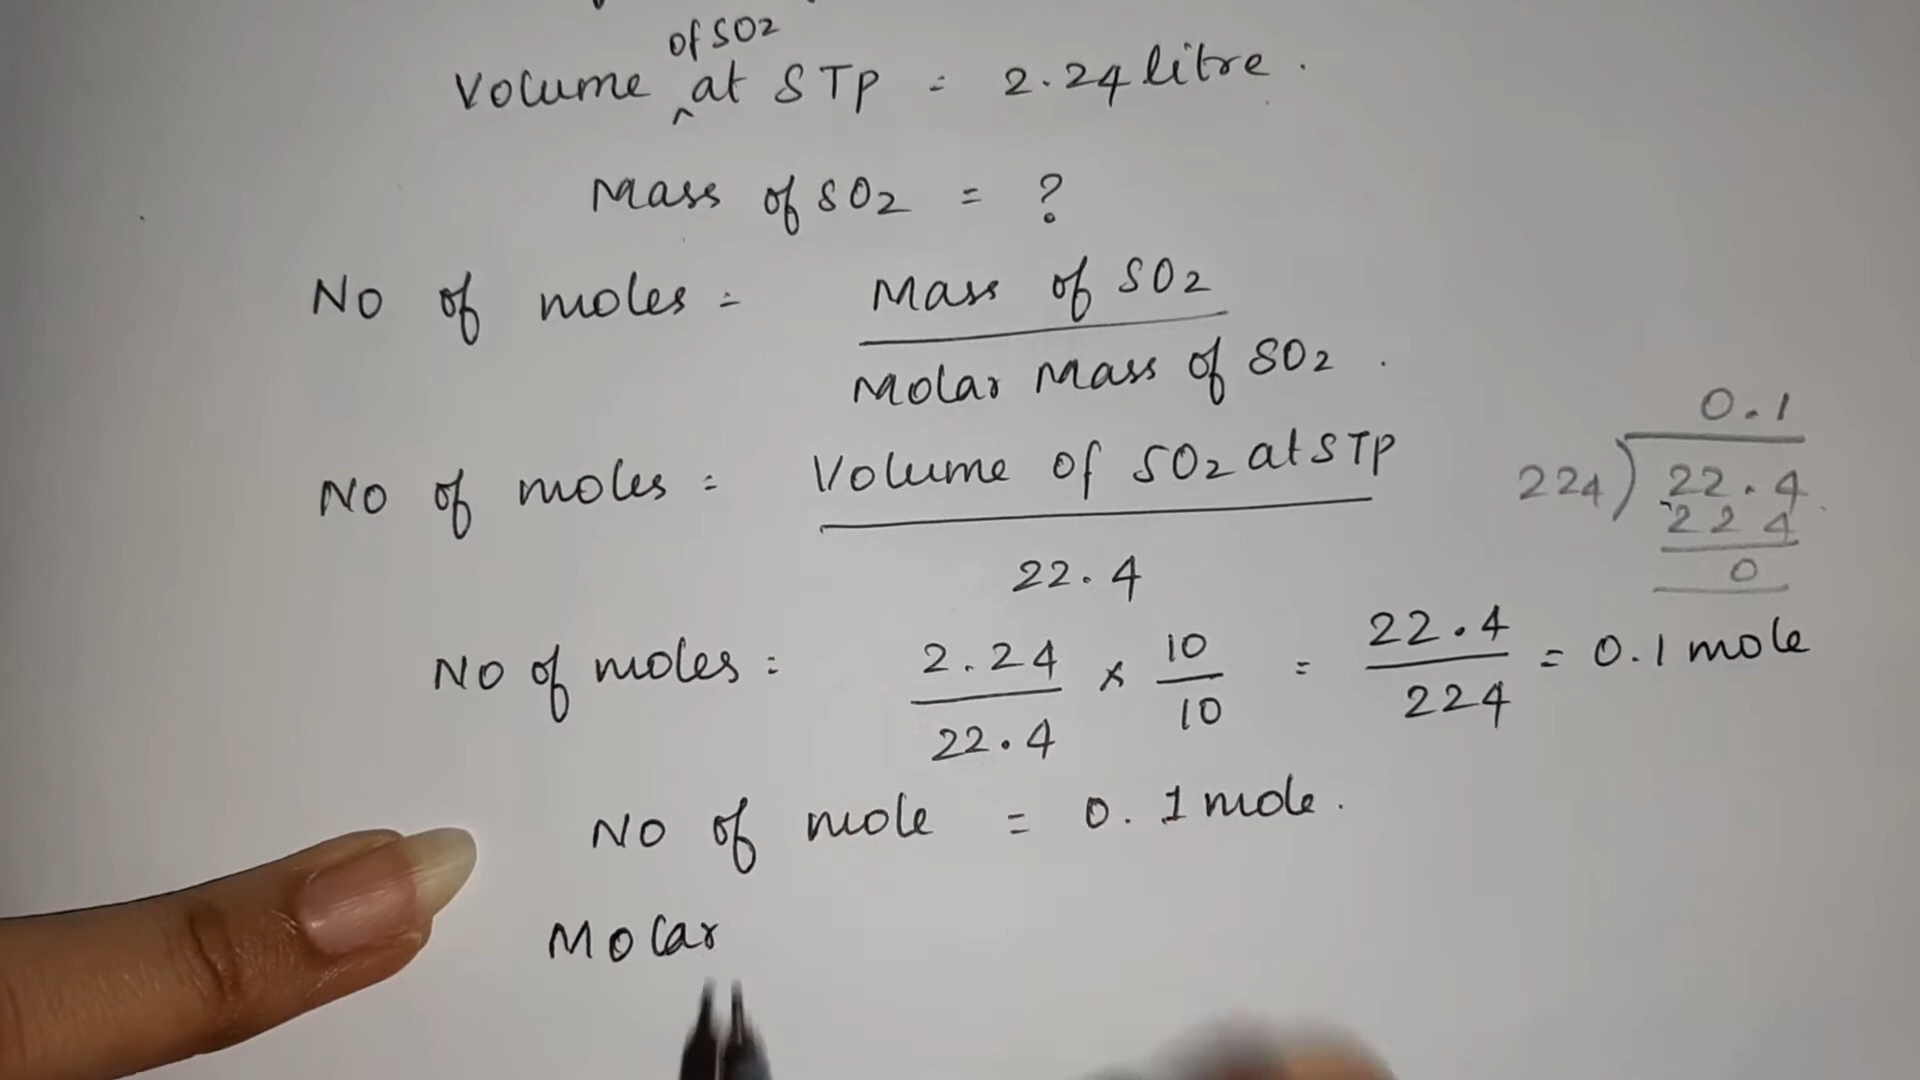 of SO2
Volume ^ at STP = 2.24 litre.
Mass of SO2 = ?
No of moles = Mass of SO2
Molar Mass of SO2.
No of moles = Volume of SO2 at STP
22.4
0.1
224) 22.4
224
0
No of moles = 2.24 × 10 = 22.4 = 0.1 mole
22.4 10 224
No of mole = 0.1 mole.
Molar